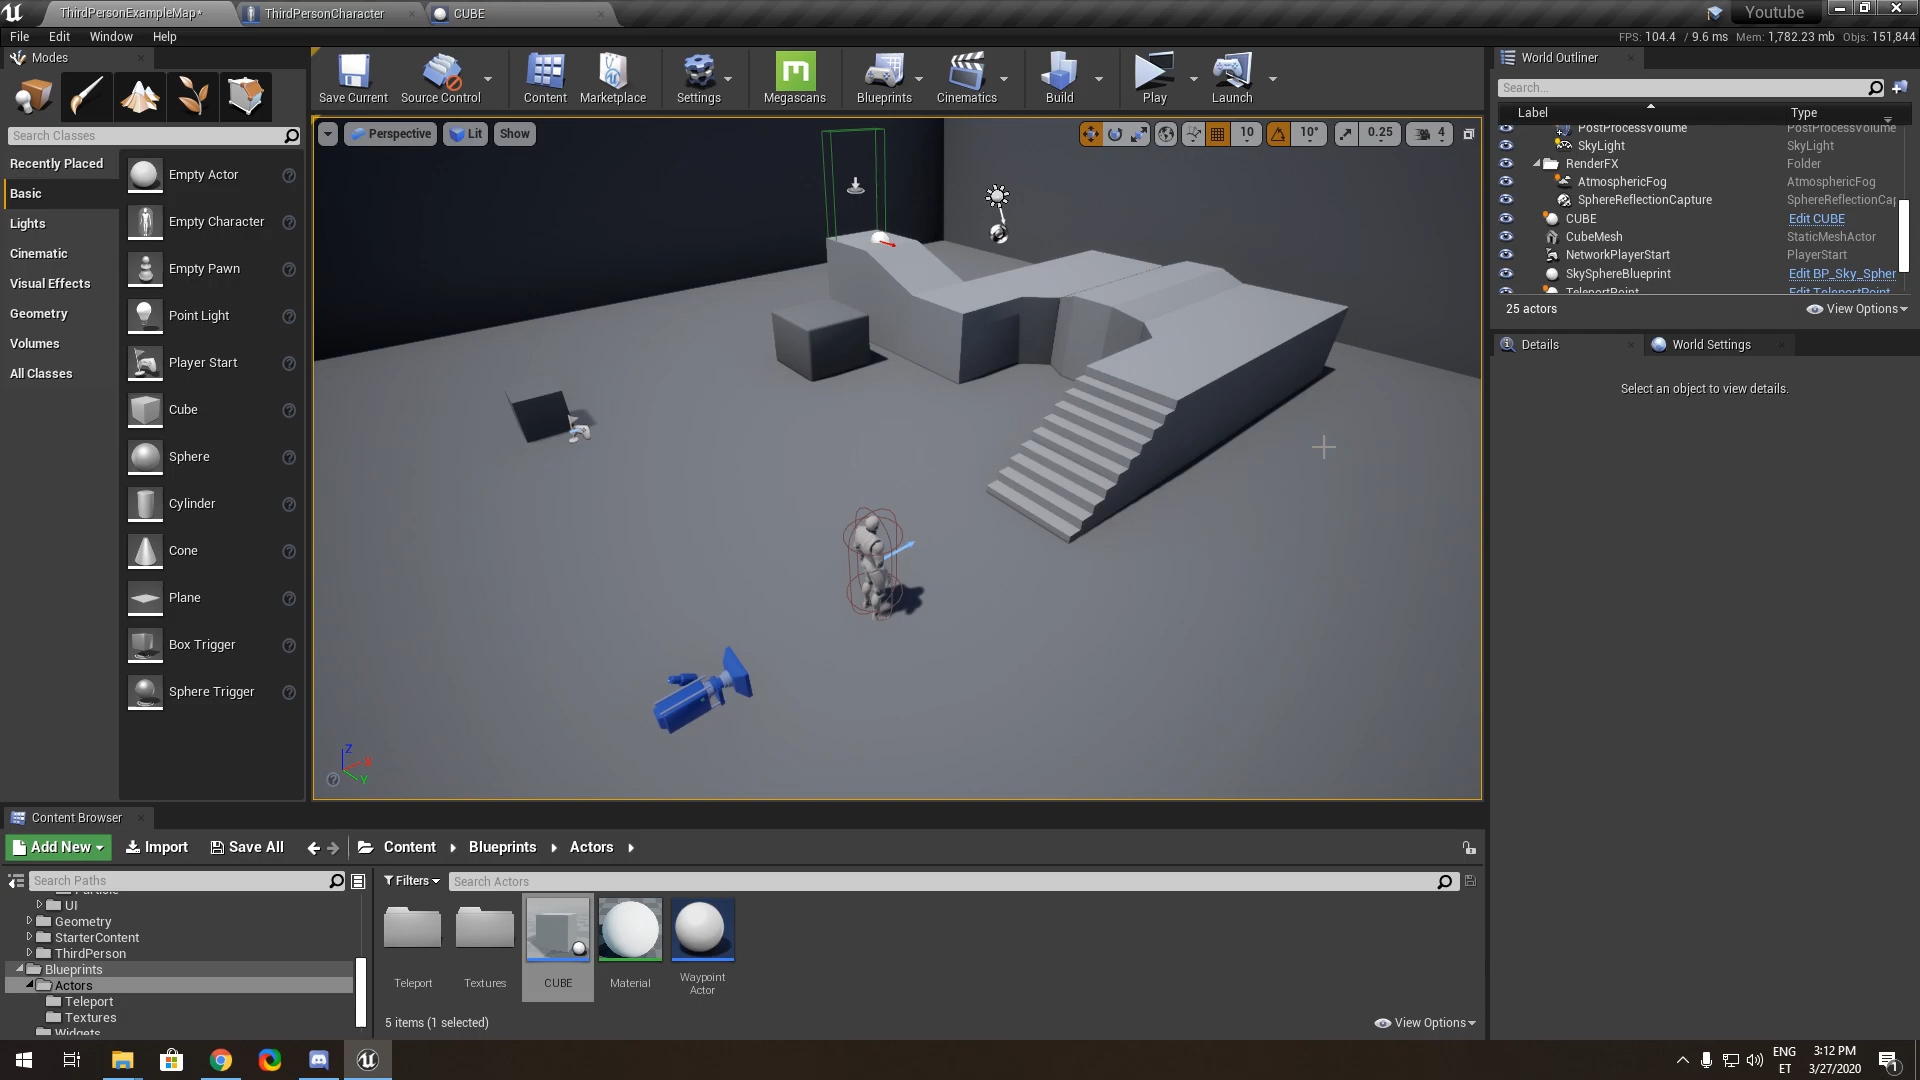 ThirdPersonExampleMap*
ThirdPersonCharacter
CUBE
Youtube
File Edit Window Help
FPS: 104.4 / 9.6 ms Mem: 1,782.23 mb Objs: 151,844
Modes
Save Current
Source Control
Content
Marketplace
Settings
Megascans
Blueprints
Cinematics
Build
Play
Launch
World Outliner
Search...
Label Type
Search Classes
Recently Placed
Basic
Lights
Cinematic
Visual Effects
Geometry
Volumes
All Classes
Empty Actor
Empty Character
Empty Pawn
Point Light
Player Start
Cube
Sphere
Cylinder
Cone
Plane
Box Trigger
Sphere Trigger
Perspective Lit Show
10 10° 0.25 4
Z
X
Y
PostProcessVolume PostProcessVolume
SkyLight SkyLight
RenderFX Folder
AtmosphericFog AtmosphericFog
SphereReflectionCapture SphereReflectionCap
CUBE Edit CUBE
CubeMesh StaticMeshActor
NetworkPlayerStart PlayerStart
SkySphereBlueprint Edit BP_Sky_Spher
TeleportPoint Edit TeleportPoint
25 actors View Options
Details World Settings
Select an object to view details.
Content Browser
Add New Import Save All Content Blueprints Actors
Search Paths
Filters Search Actors
Particle
UI
Geometry
StarterContent
ThirdPerson
Blueprints
Actors
Teleport
Textures
Widgets
Teleport
Textures
CUBE
Material
Waypoint
Actor
5 items (1 selected) View Options
ENG
ET
3:12 PM
3/27/2020
1